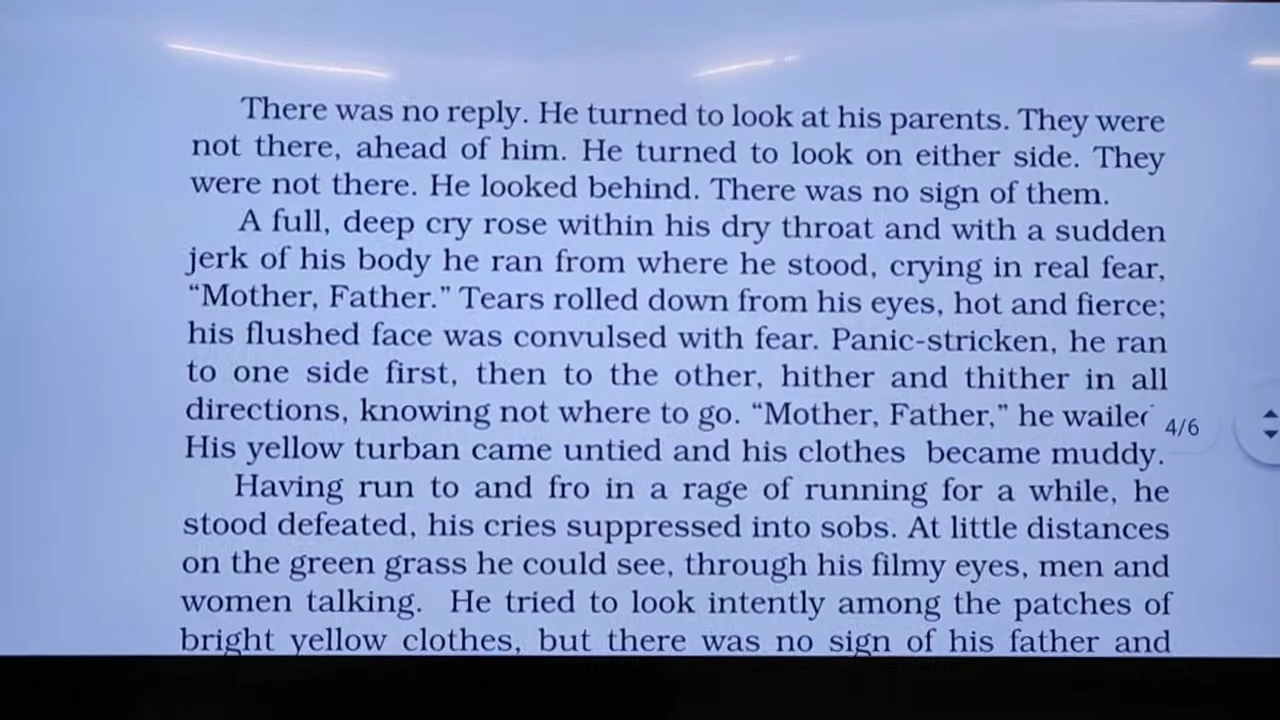 There was no reply. He turned to look at his parents. They were
not there, ahead of him. He turned to look on either side. They
were not there. He looked behind. There was no sign of them.
A full, deep cry rose within his dry throat and with a sudden
jerk of his body he ran from where he stood, crying in real fear,
“Mother, Father.” Tears rolled down from his eyes, hot and fierce;
his flushed face was convulsed with fear. Panic-stricken, he ran
to one side first, then to the other, hither and thither in all
directions, knowing not where to go. “Mother, Father,” he wailed
4/6
His yellow turban came untied and his clothes became muddy.
Having run to and fro in a rage of running for a while, he
stood defeated, his cries suppressed into sobs. At little distances
on the green grass he could see, through his filmy eyes, men and
women talking. He tried to look intently among the patches of
bright yellow clothes, but there was no sign of his father and